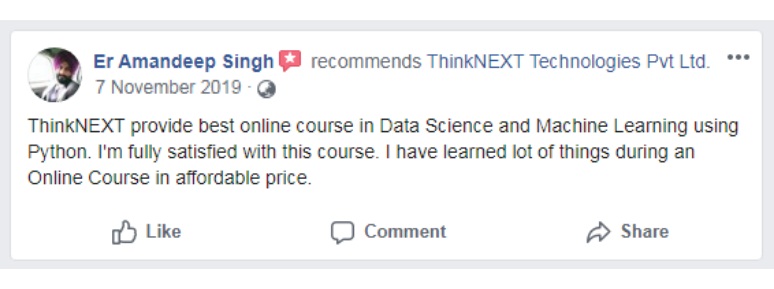 Er Amandeep Singh recommends ThinkNEXT Technologies Pvt Ltd.
7 November 2019 ·
ThinkNEXT provide best online course in Data Science and Machine Learning using
Python. I'm fully satisfied with this course. I have learned lot of things during an
Online Course in affordable price.
Like Comment Share